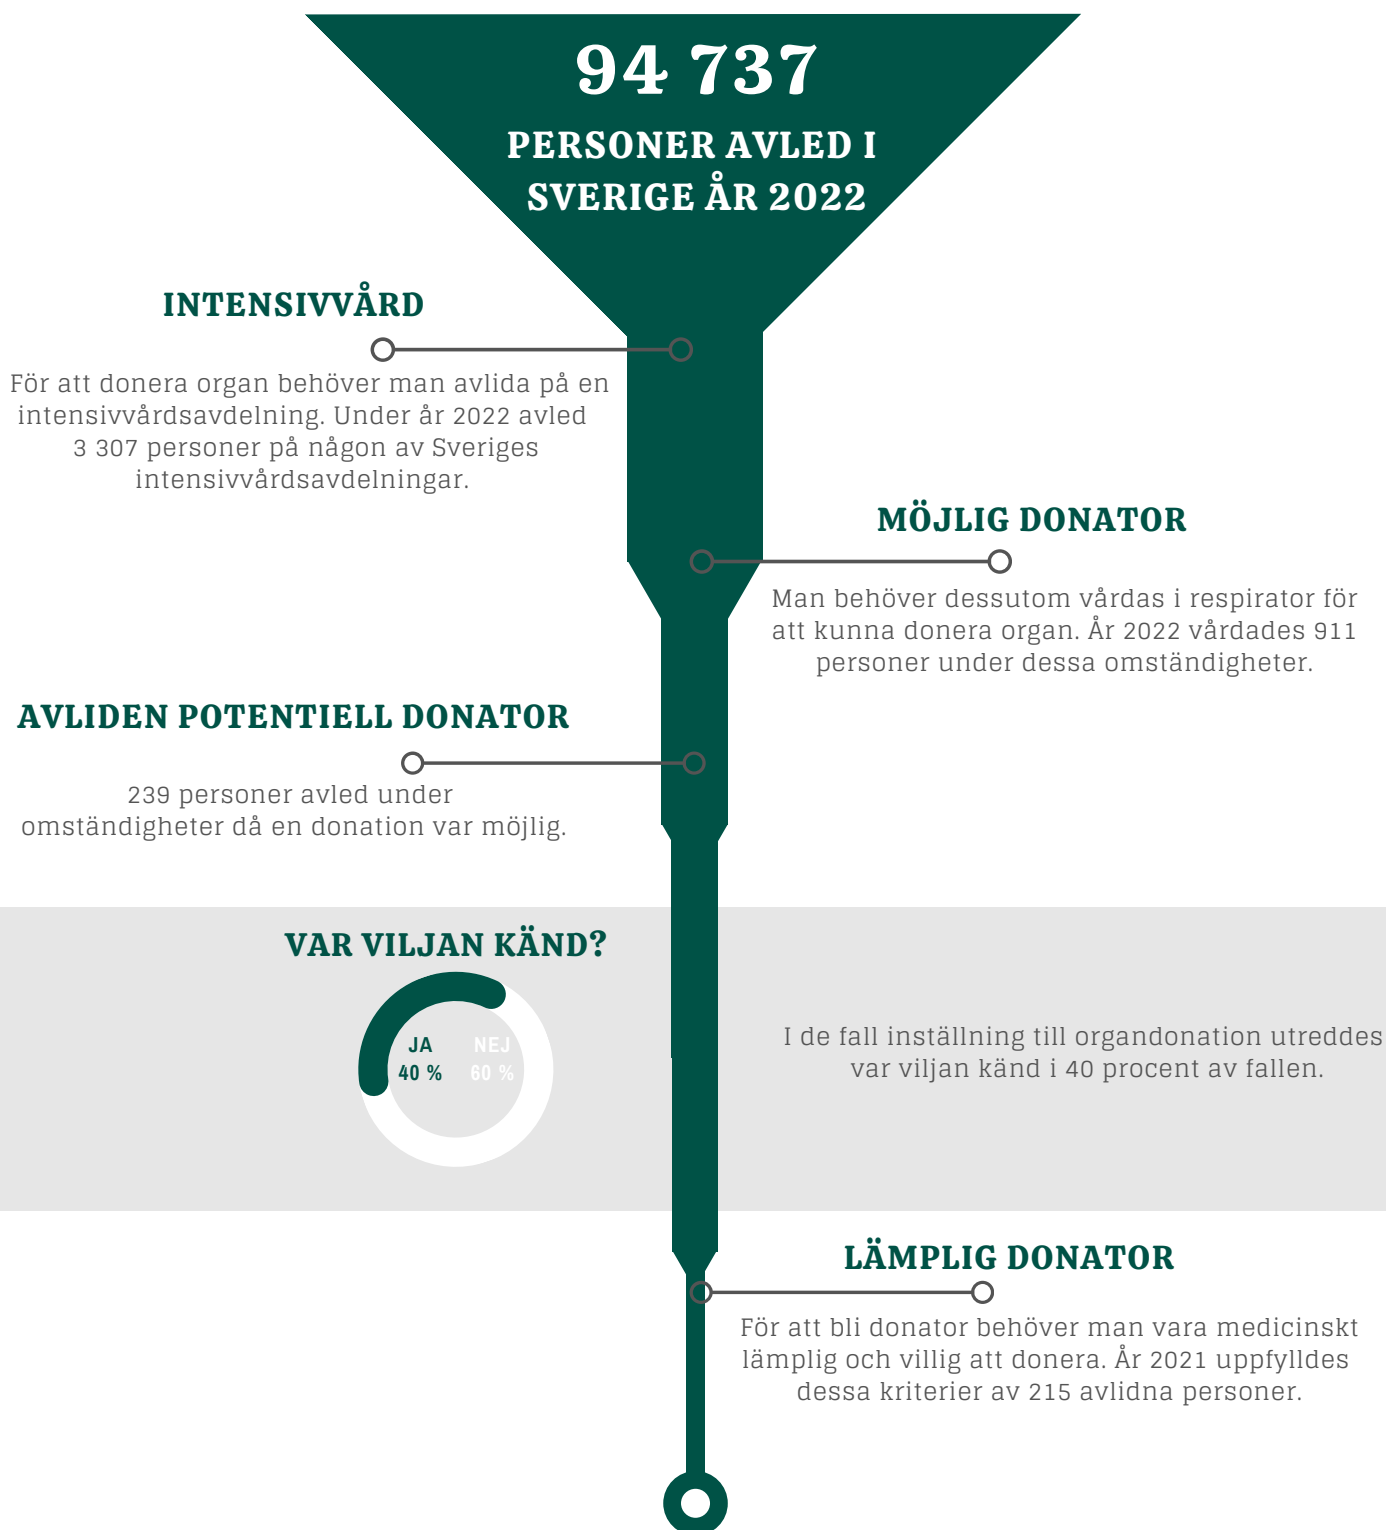 94 737
PERSONER AVLED I
SVERIGE ÅR 2022
INTENSIVVÅRD
För att donera organ behöver man avlida på en
intensivvårdsavdelning. Under år 2022 avled
3 307 personer på någon av Sveriges
intensivvårdsavdelningar.
MÖJLIG DONATOR
Man behöver dessutom vårdas i respirator för
att kunna donera organ. År 2022 vårdades 911
personer under dessa omständigheter.
AVLIDEN POTENTIELL DONATOR
239 personer avled under
omständigheter då en donation var möjlig.
VAR VILJAN KÄND?
JA
40 %
NEJ
60 %
I de fall inställning till organdonation utreddes
var viljan känd i 40 procent av fallen.
LÄMPLIG DONATOR
För att bli donator behöver man vara medicinskt
lämplig och villig att donera. År 2021 uppfylldes
dessa kriterier av 215 avlidna personer.